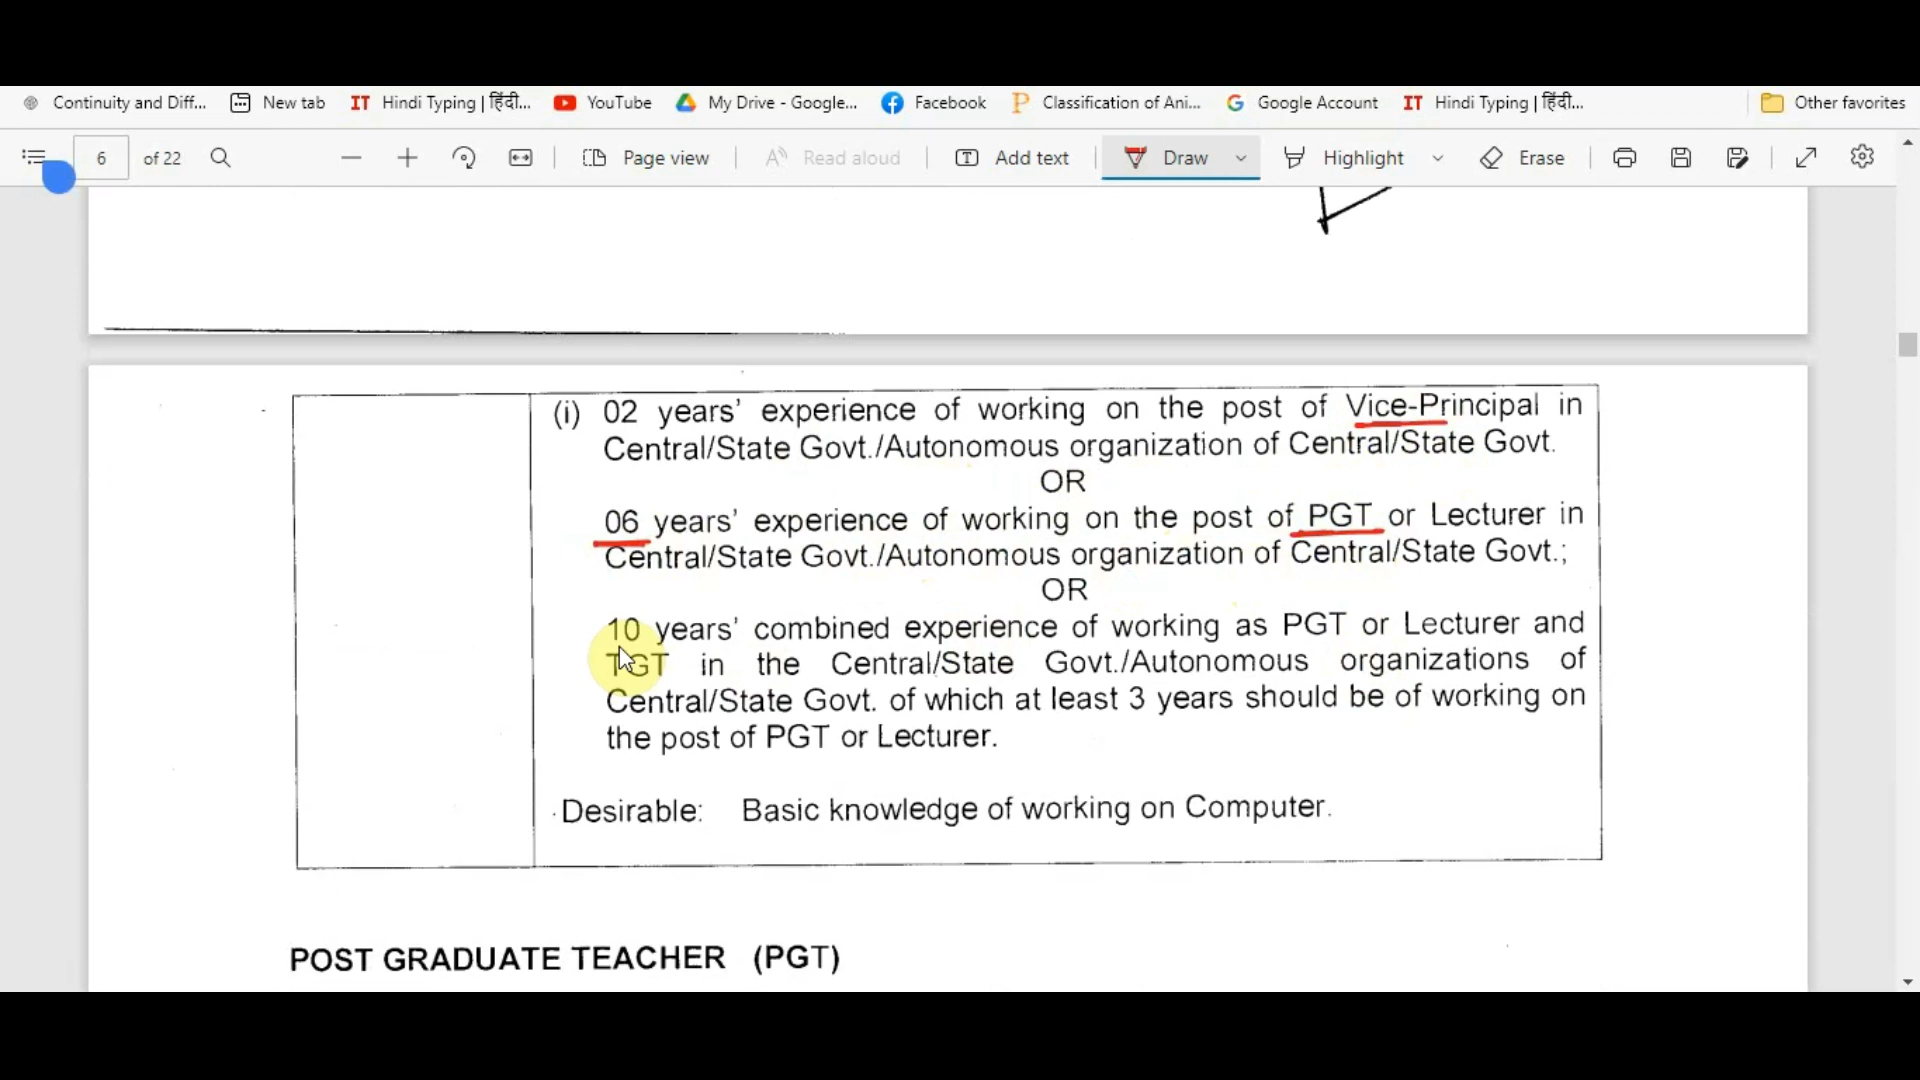 Continuity and Diff... New tab IT Hindi Typing | हिंदी... YouTube My Drive - Google... Facebook Classification of Ani... Google Account IT Hindi Typing | हिंदी... Other favorites
6 of 22 Page view Read aloud Add text Draw Highlight Erase
(i) 02 years' experience of working on the post of Vice-Principal in
Central/State Govt./Autonomous organization of Central/State Govt.
OR
06 years' experience of working on the post of PGT or Lecturer in
Central/State Govt./Autonomous organization of Central/State Govt.;
OR
10 years' combined experience of working as PGT or Lecturer and
TGT in the Central/State Govt./Autonomous organizations of
Central/State Govt. of which at least 3 years should be of working on
the post of PGT or Lecturer.
Desirable: Basic knowledge of working on Computer.
POST GRADUATE TEACHER (PGT)